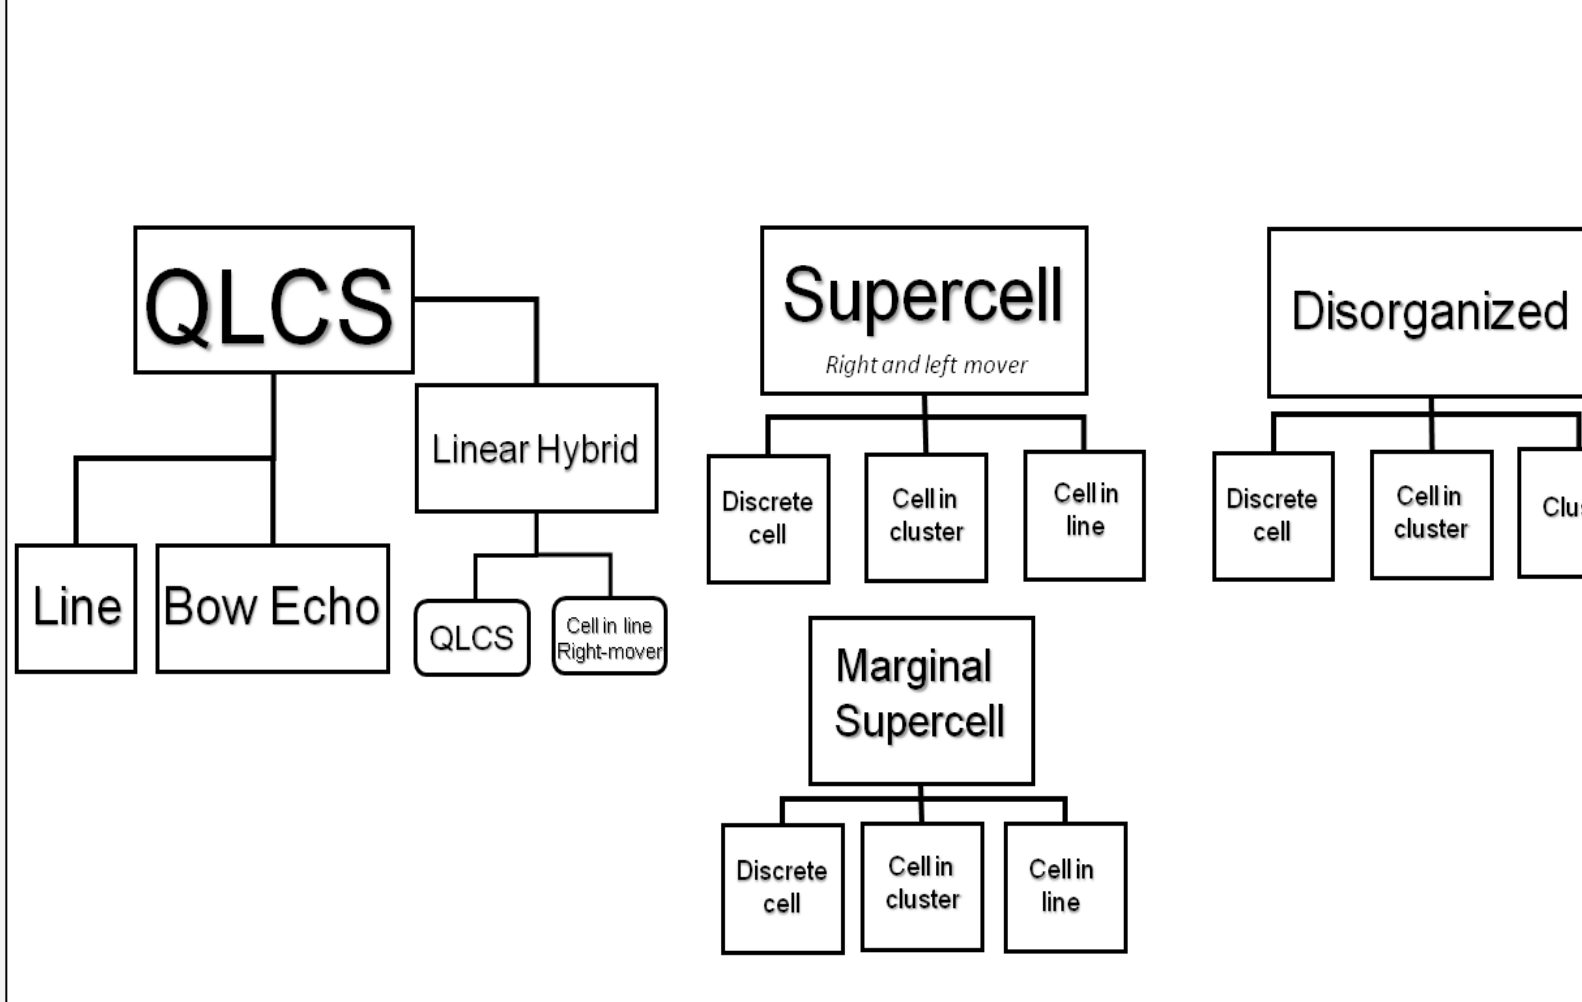 QLCS
Linear Hybrid
Line
Bow Echo
QLCS
Cell in line
Right-mover
Supercell
Right and left mover
Discrete
cell
Cell in
cluster
Cell in
line
Marginal
Supercell
Discrete
cell
Cell in
cluster
Cell in
line
Disorganized
Discrete
cell
Cell in
cluster